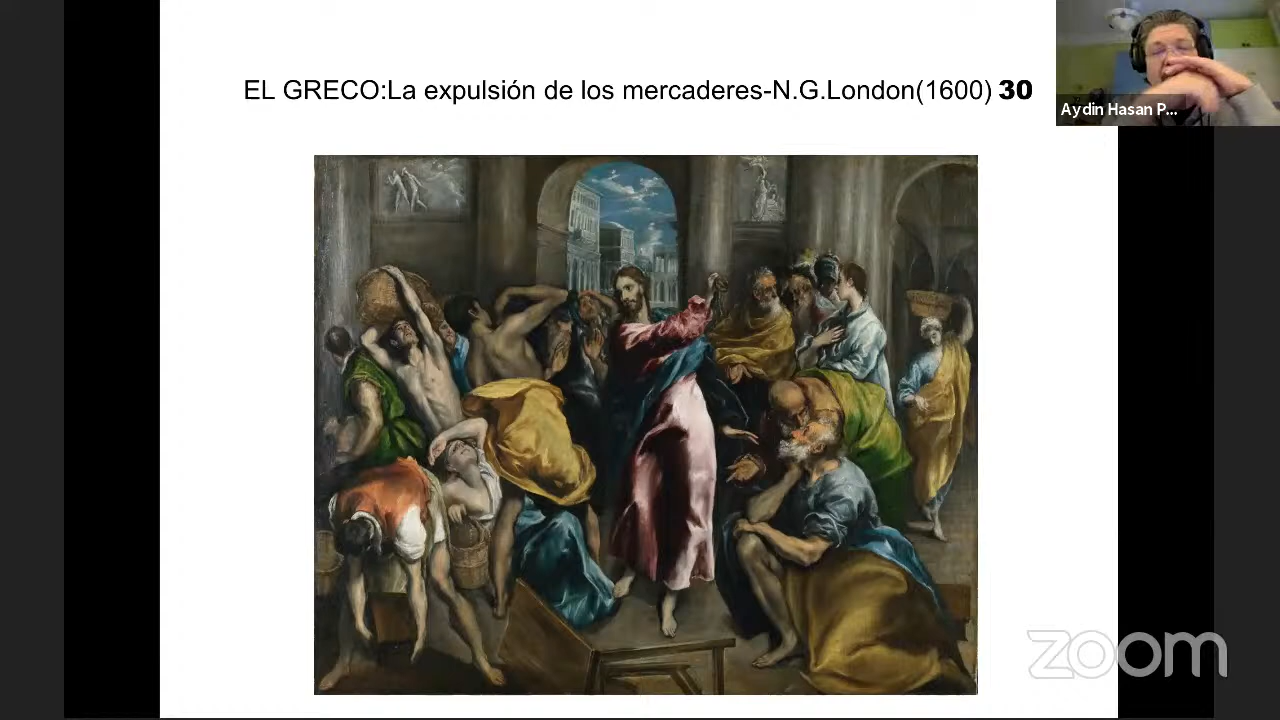 EL GRECO:La expulsión de los mercaderes-N.G.London(1600) 30
Aydin Hasan P...
zoom